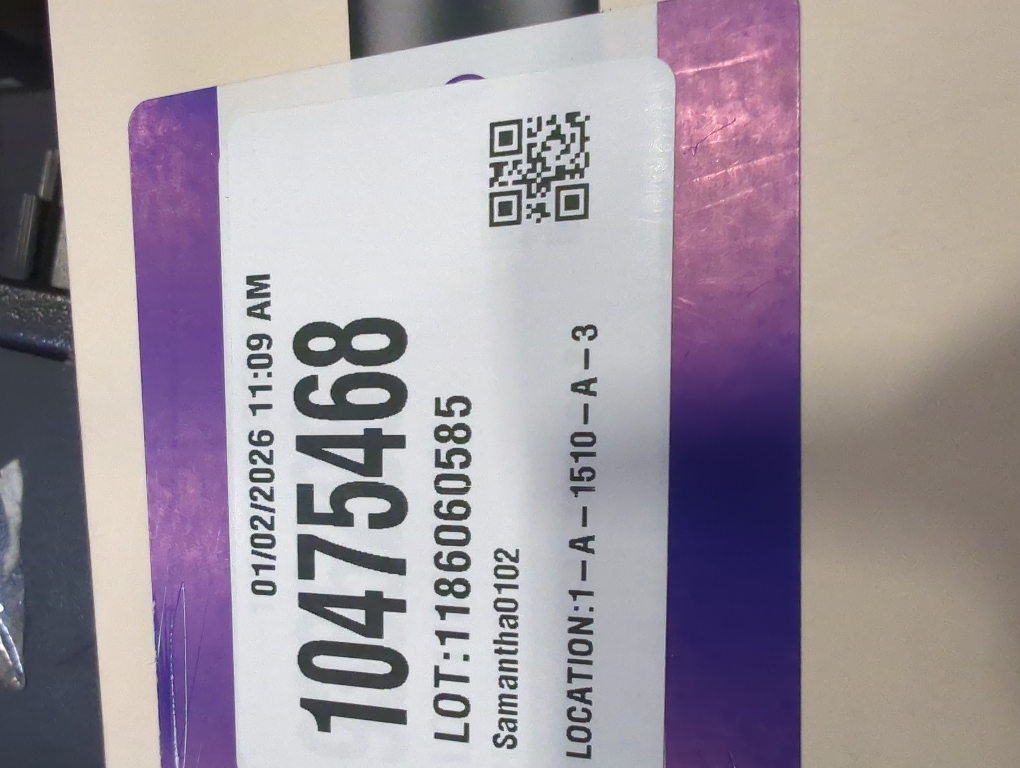 01/02/2026 11:09 AM
10475468
LOT:1186060585
Samantha0102
LOCATION:1-A-1510-A-3